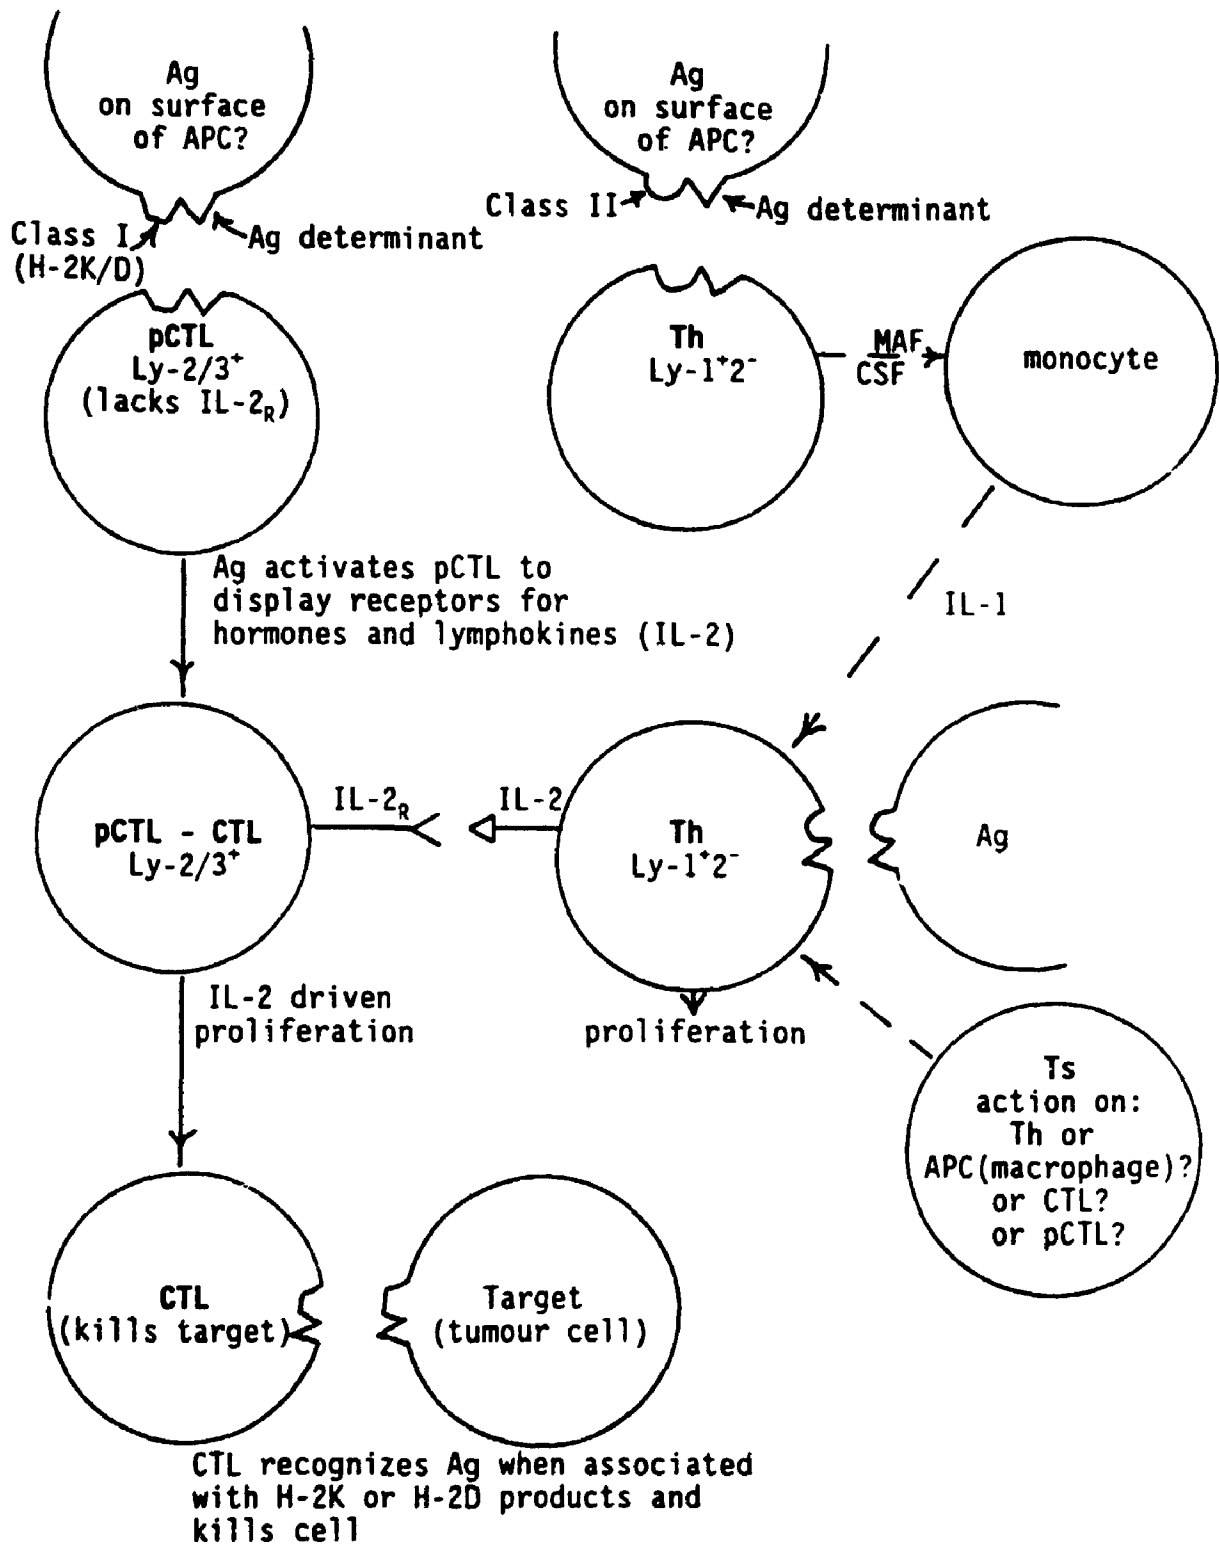 Ag
on surface
of APC?
Ag
on surface
of APC?
Class I
(H-2K/D)
Ag determinant
Class II
Ag determinant
pCTL
Ly-2/3⁺
(lacks IL-2R)
Th
Ly-1⁺2⁻
MAF
CSF
monocyte
Ag activates pCTL to
display receptors for
hormones and lymphokines (IL-2)
IL-1
pCTL - CTL
Ly-2/3⁺
IL-2R
IL-2
Th
Ly-1⁺2⁻
Ag
IL-2 driven
proliferation
proliferation
Ts
action on:
Th or
APC(macrophage)?
or CTL?
or pCTL?
CTL
(kills target)
Target
(tumour cell)
CTL recognizes Ag when associated
with H-2K or H-2D products and
kills cell